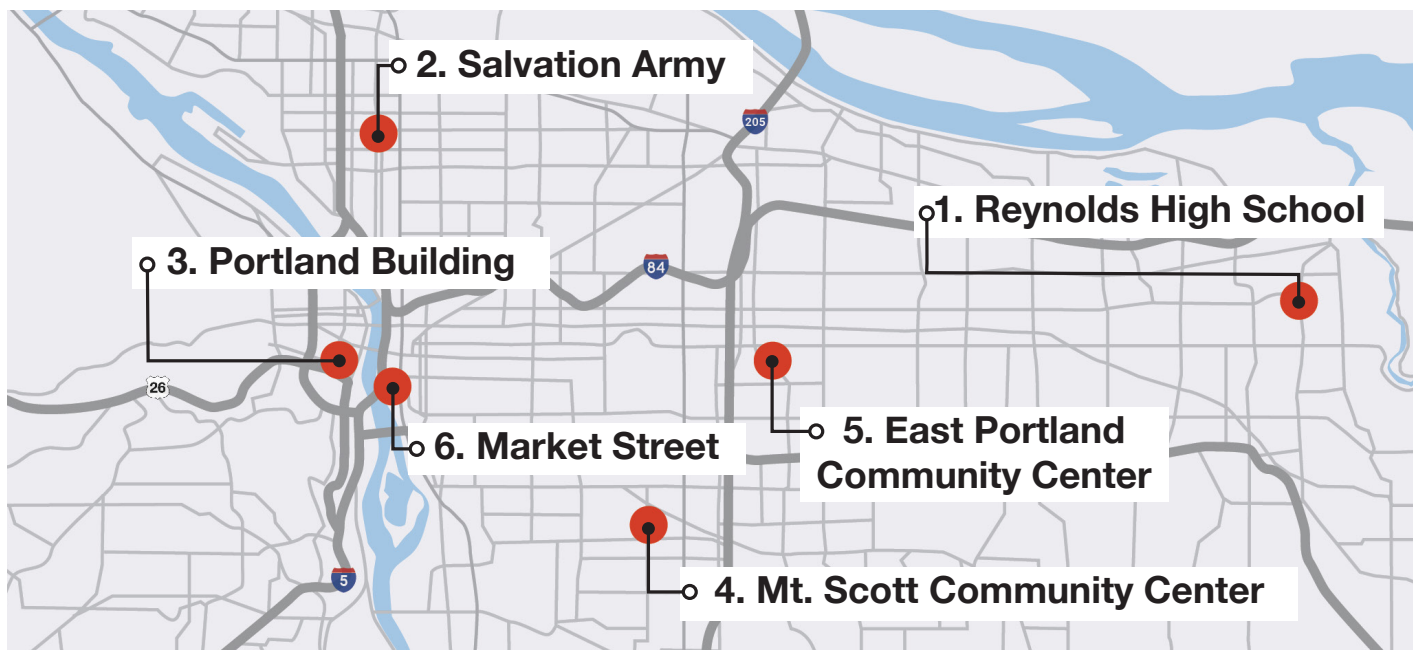 2. Salvation Army
205
1. Reynolds High School
3. Portland Building
84
26
6. Market Street
5. East Portland
Community Center
5
4. Mt. Scott Community Center